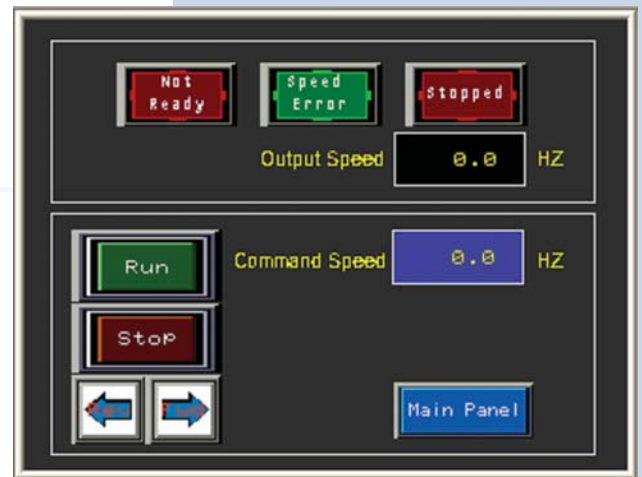 Not
Ready
Speed
Error
Stopped
Output Speed 0.0 HZ
Run
Command Speed 0.0 HZ
Stop
Main Panel